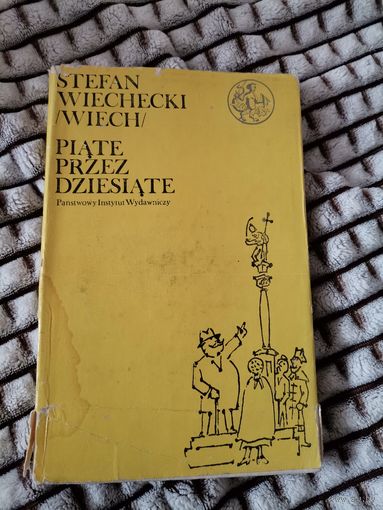 STEFAN
WIECHECKI
/WIECH/
PIĄTE
PRZEZ
DZIESIĄTE
Państwowy Instytut Wydawniczy